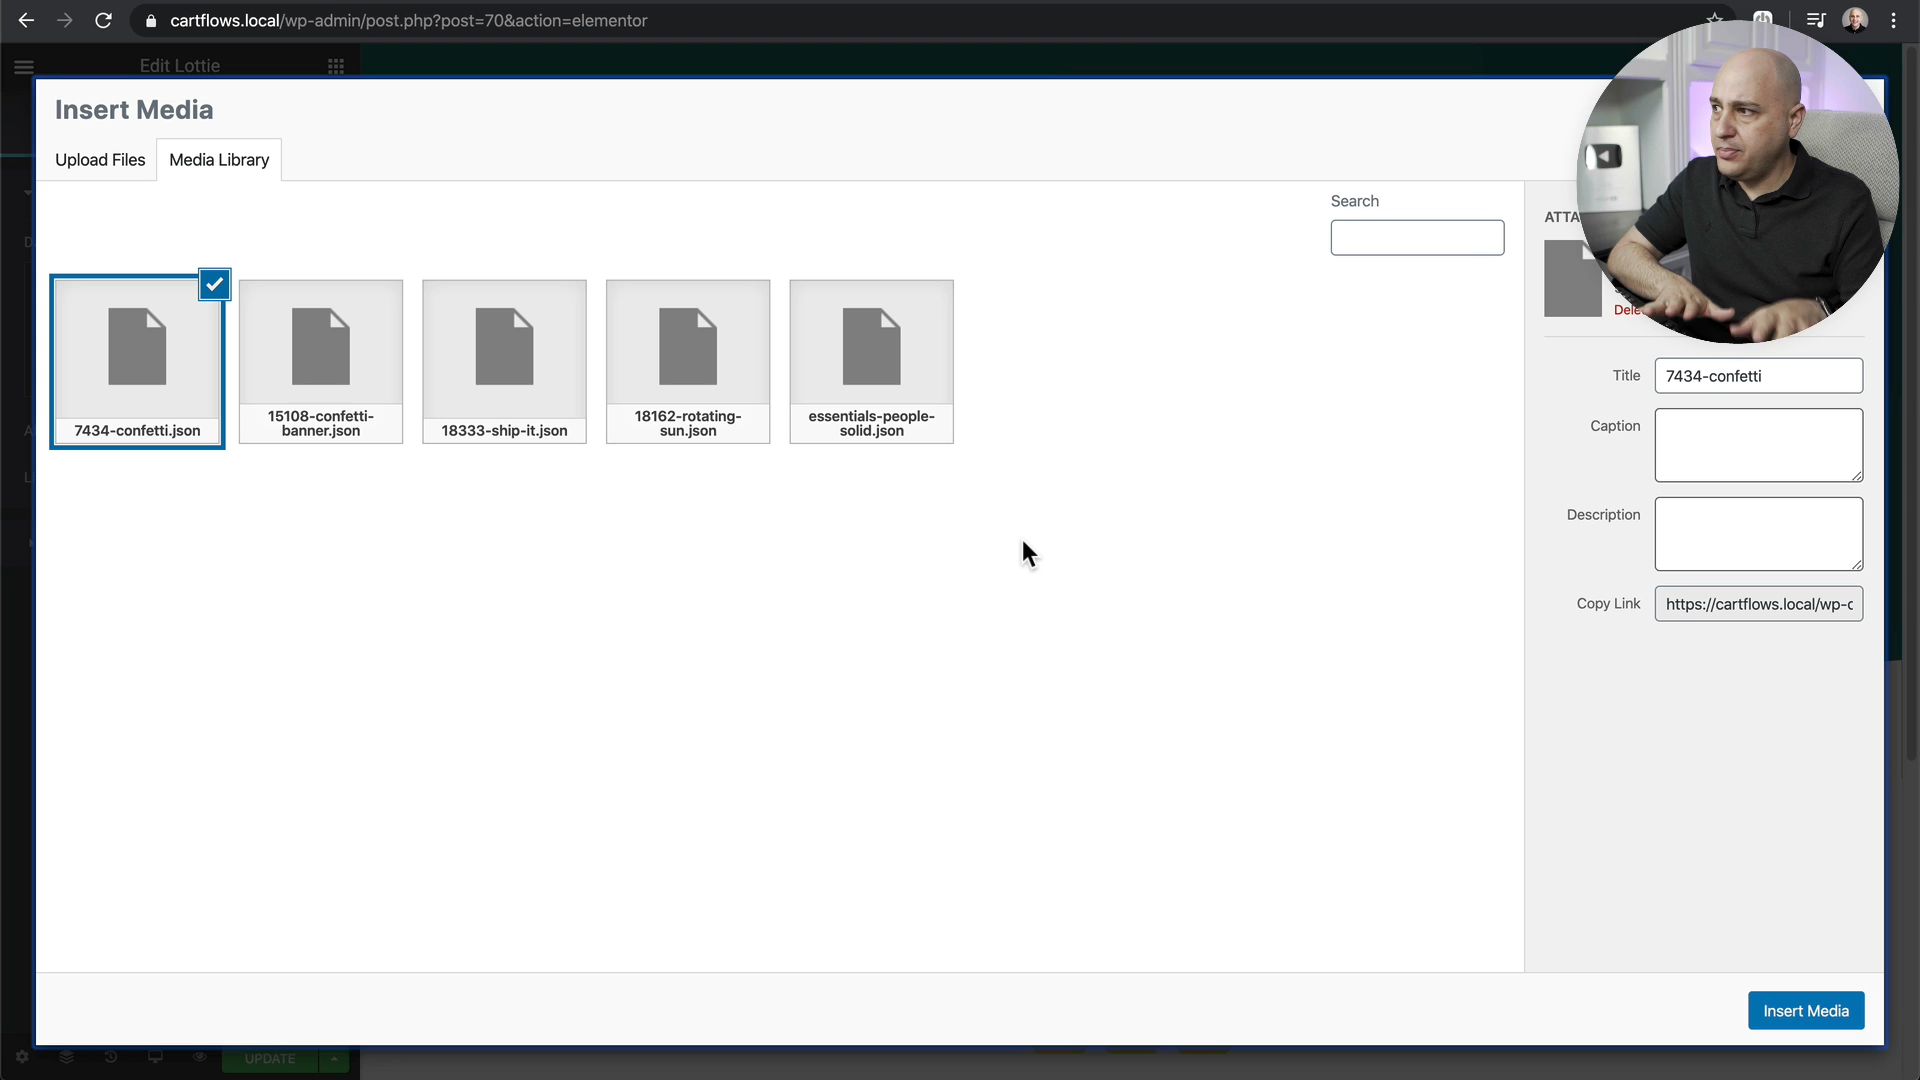 cartflows.local/wp-admin/post.php?post=70&action=elementor
Edit Lottie
Insert Media
Upload Files
Media Library
Search
ATTA
Dele
7434-confetti.json
15108-confetti-
banner.json
18333-ship-it.json
18162-rotating-
sun.json
essentials-people-
solid.json
Title
7434-confetti
Caption
Description
Copy Link
https://cartflows.local/wp-c
Insert Media
UPDATE